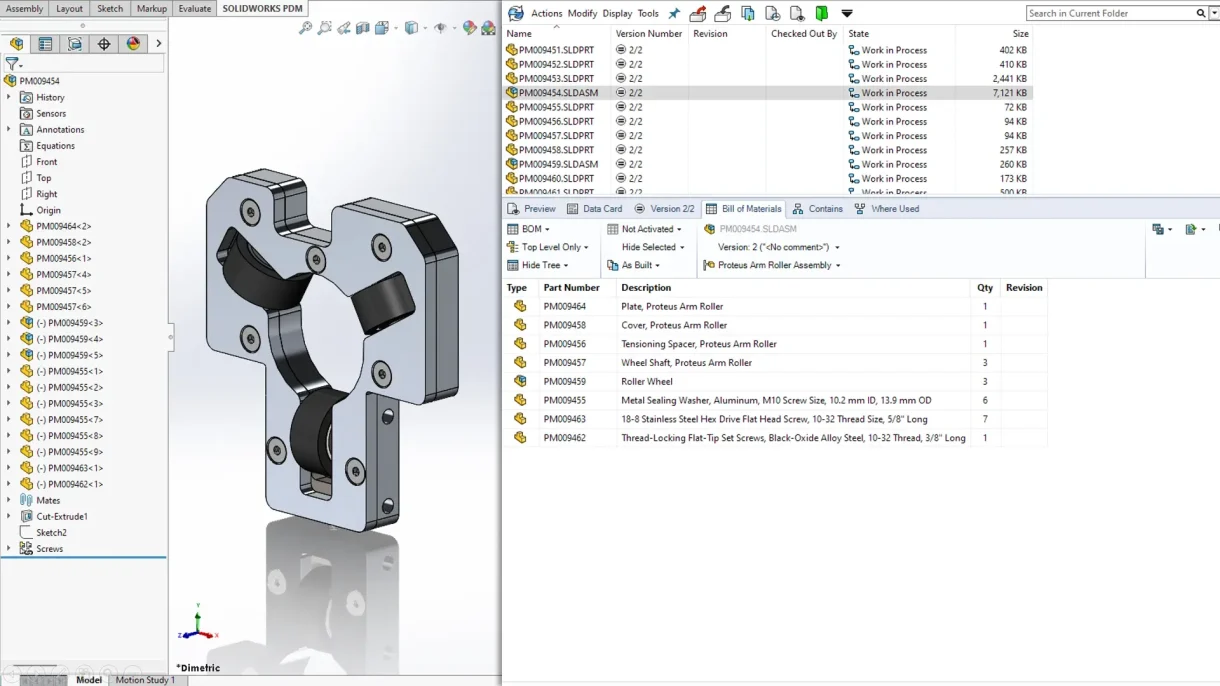 Assembly Layout Sketch Markup Evaluate SOLIDWORKS PDM
PM009454
History
Sensors
Annotations
Equations
Front
Top
Right
Origin
PM009464<2>
PM009458<2>
PM009456<1>
PM009457<4>
PM009457<5>
PM009457<6>
(-) PM009459<3>
(-) PM009459<4>
(-) PM009459<5>
(-) PM009455<1>
(-) PM009455<2>
(-) PM009455<3>
(-) PM009455<7>
(-) PM009455<8>
(-) PM009455<9>
(-) PM009463<1>
(-) PM009462<1>
Mates
Cut-Extrude1
Sketch2
Screws
Y
Z X
*Dimetric
Model Motion Study 1
Actions Modify Display Tools Search in Current Folder
Name Version Number Revision Checked Out By State Size
PM009451.SLDPRT 2/2 Work in Process 402 KB
PM009452.SLDPRT 2/2 Work in Process 410 KB
PM009453.SLDPRT 2/2 Work in Process 2,441 KB
PM009454.SLDASM 2/2 Work in Process 7,121 KB
PM009455.SLDPRT 2/2 Work in Process 72 KB
PM009456.SLDPRT 2/2 Work in Process 94 KB
PM009457.SLDPRT 2/2 Work in Process 94 KB
PM009458.SLDPRT 2/2 Work in Process 257 KB
PM009459.SLDASM 2/2 Work in Process 260 KB
PM009460.SLDPRT 2/2 Work in Process 173 KB
PM009461.SLDPRT 2/2 Work in Process 500 KB
Preview Data Card Version 2/2 Bill of Materials Contains Where Used
BOM Not Activated PM009454.SLDASM
Top Level Only Hide Selected Version: 2 ("<No comment>")
Hide Tree As Built Proteus Arm Roller Assembly
Type Part Number Description Qty Revision
PM009464 Plate, Proteus Arm Roller 1
PM009458 Cover, Proteus Arm Roller 1
PM009456 Tensioning Spacer, Proteus Arm Roller 1
PM009457 Wheel Shaft, Proteus Arm Roller 3
PM009459 Roller Wheel 3
PM009455 Metal Sealing Washer, Aluminum, M10 Screw Size, 10.2 mm ID, 13.9 mm OD 6
PM009463 18-8 Stainless Steel Hex Drive Flat Head Screw, 10-32 Thread Size, 5/8" Long 7
PM009462 Thread-Locking Flat-Tip Set Screws, Black-Oxide Alloy Steel, 10-32 Thread, 3/8" Long 1